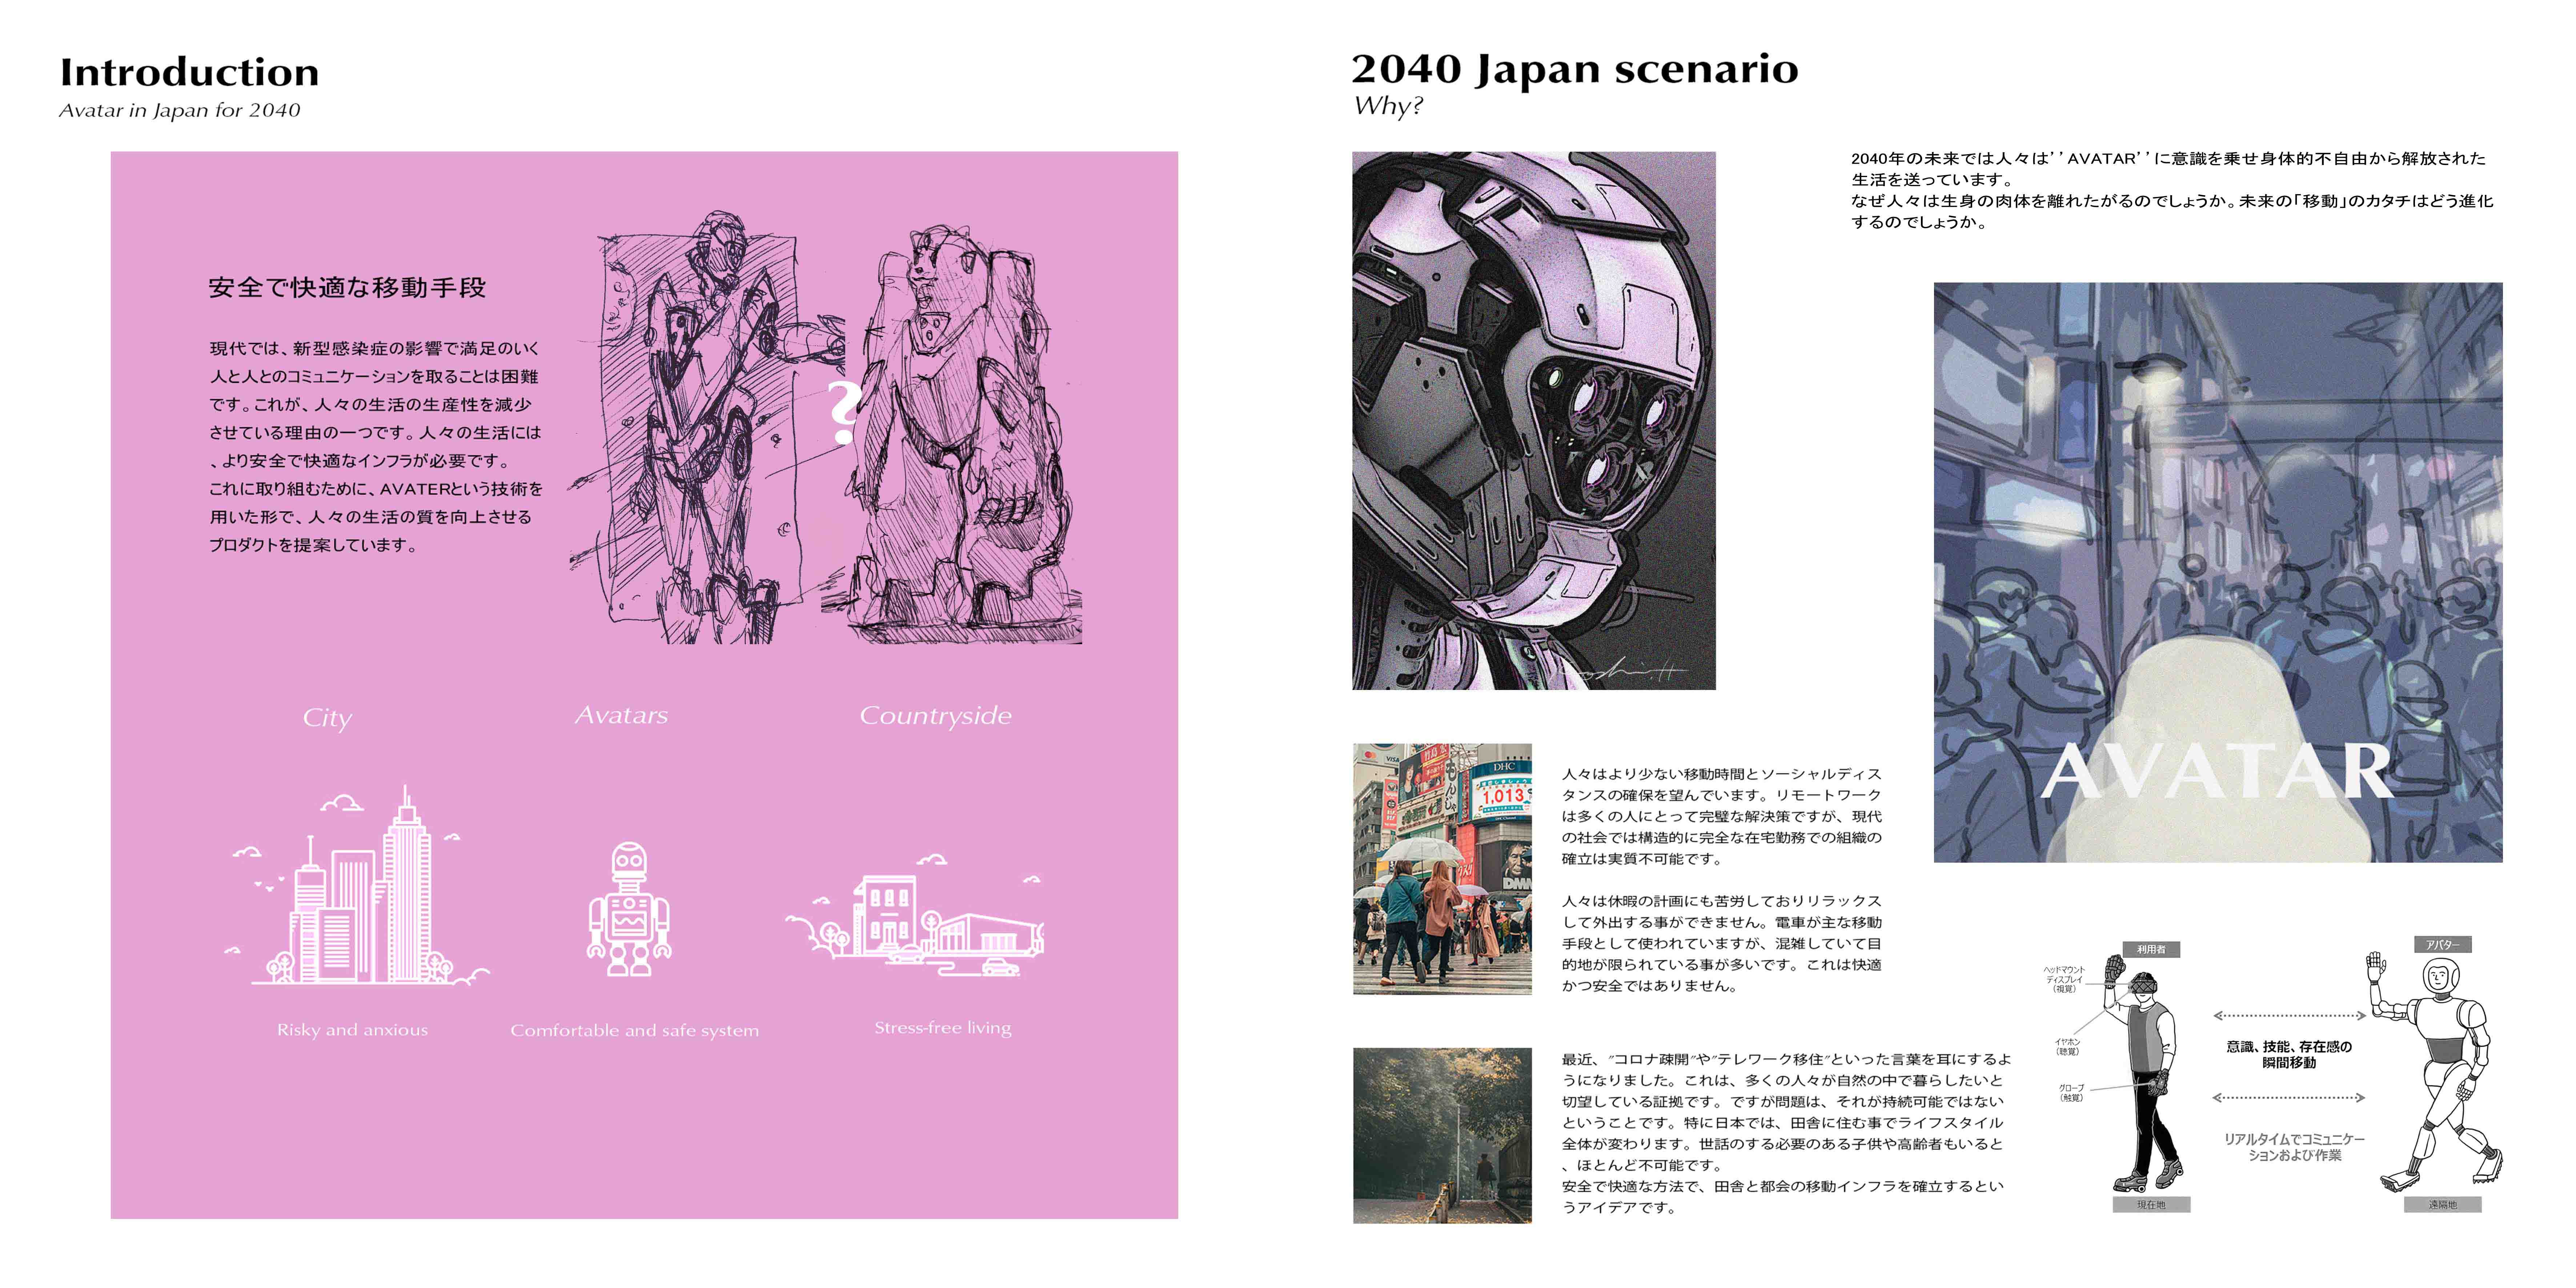 Introduction
Avatar in Japan for 2040
安全で快適な移動手段
現代では、新型感染症の影響で満足のいく
人と人とのコミュニケーションを取ることは困難
です。これが、人々の生活の生産性を減少
させている理由の一つです。人々の生活には
、より安全で快適なインフラが必要です。
これに取り組むために、AVATERという技術を
用いた形で、人々の生活の質を向上させる
プロダクトを提案しています。
?
City
Avatars
Countryside
Risky and anxious
Comfortable and safe system
Stress-free living
2040 Japan scenario
Why?
2040年の未来では人々は’’AVATAR’’に意識を乗せ身体的不自由から解放された
生活を送っています。
なぜ人々は生身の肉体を離れたがるのでしょうか。未来の「移動」のカタチはどう進化
するのでしょうか。
AVATAR
VISA
DHC
1,013
DMM
人々はより少ない移動時間とソーシャルディス
タンスの確保を望んでいます。リモートワーク
は多くの人にとって完璧な解決策ですが、現代
の社会では構造的に完全な在宅勤務での組織の
確立は実質不可能です。
人々は休暇の計画にも苦労しておりリラックス
して外出する事ができません。電車が主な移動
手段として使われていますが、混雑していて目
的地が限られている事が多いです。これは快適
かつ安全ではありません。
最近、”コロナ疎開”や”テレワーク移住”といった言葉を耳にするよ
うになりました。これは、多くの人々が自然の中で暮らしたいと
切望している証拠です。ですが問題は、それが持続可能ではない
ということです。特に日本では、田舎に住む事でライフスタイル
全体が変わります。世話のする必要のある子供や高齢者もいると
、ほとんど不可能です。
安全で快適な方法で、田舎と都会の移動インフラを確立するとい
うアイデアです。
利用者
アバター
ヘッドマウント
ディスプレイ
（視覚）
イヤホン
（聴覚）
グローブ
（触覚）
意識、技能、存在感の
瞬間移動
リアルタイムでコミュニケー
ションおよび作業
現在地
遠隔地